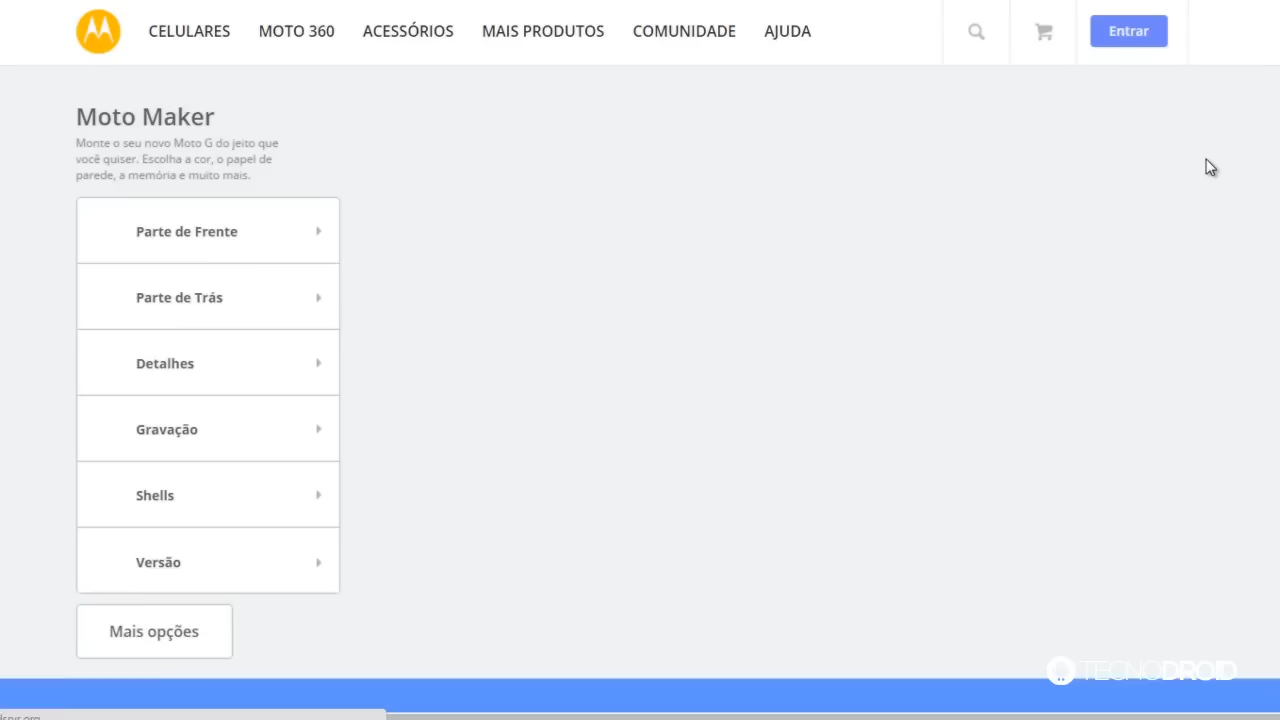 CELULARES MOTO 360 ACESSÓRIOS MAIS PRODUTOS COMUNIDADE AJUDA Entrar
Moto Maker
Monte o seu novo Moto G do jeito que
você quiser. Escolha a cor, o papel de
parede, a memória e muito mais.
Parte de Frente
Parte de Trás
Detalhes
Gravação
Shells
Versão
Mais opções
TECNODROID